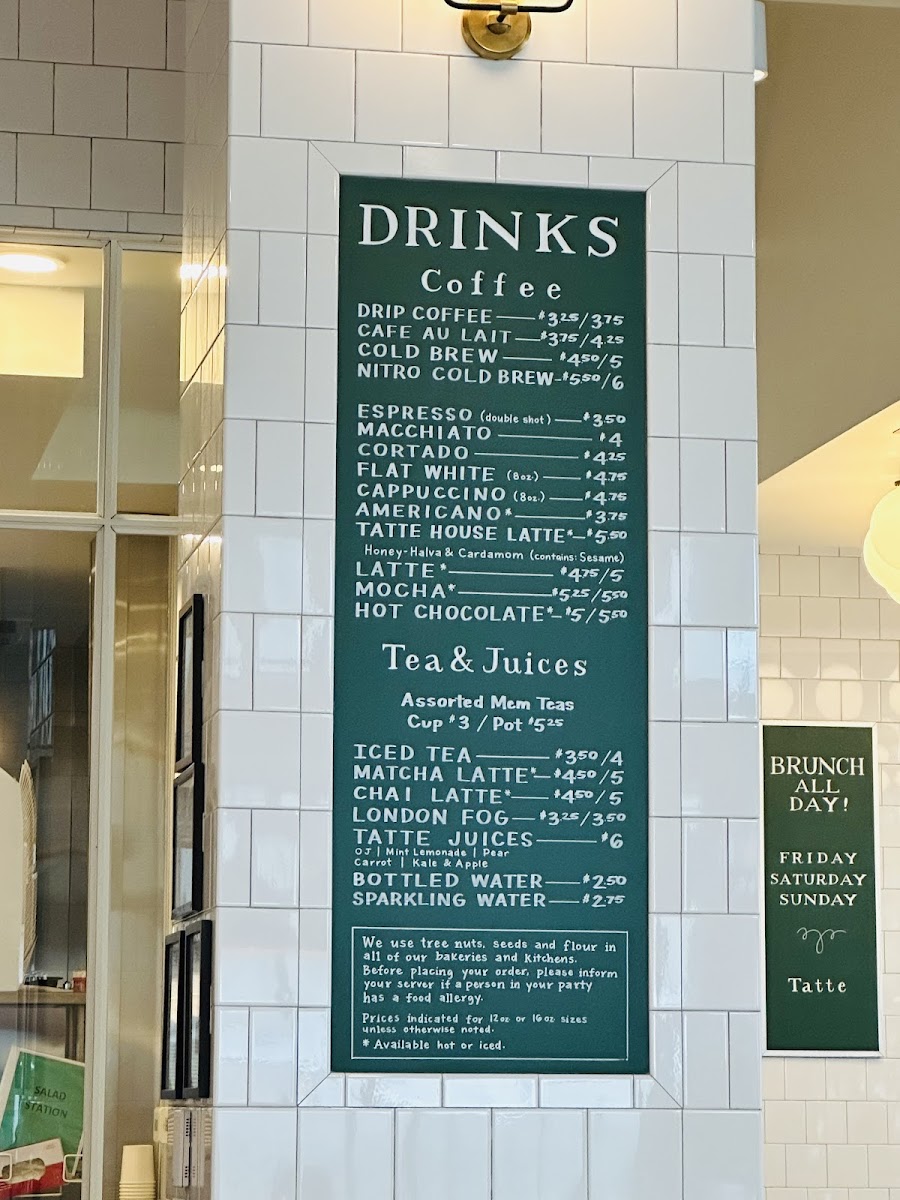 DRINKS
Coffee
DRIP COFFEE — $3.25/3.75
CAFE AU LAIT — $3.75/4.25
COLD BREW — $4.50/5
NITRO COLD BREW - $5.50/6
ESPRESSO (double shot) — $3.50
MACCHIATO — $4
CORTADO — $4.25
FLAT WHITE (8oz.) — $4.75
CAPPUCCINO (8oz.) — $4.75
AMERICANO* — $3.75
TATTE HOUSE LATTE* — $5.50
Honey-Halva & Cardamom (contains: Sesame)
LATTE* — $4.75/5
MOCHA* — $5.25/5.50
HOT CHOCOLATE* — $5/5.50
Tea & Juices
Assorted Mem Teas
Cup $3 / Pot $5.25
ICED TEA — $3.50/4
MATCHA LATTE* — $4.50/5
CHAI LATTE* — $4.50/5
LONDON FOG — $3.25/3.50
TATTE JUICES — $6
OJ | Mint Lemonade | Pear
Carrot | Kale & Apple
BOTTLED WATER — $2.50
SPARKLING WATER — $2.75
We use tree nuts, seeds and flour in
all of our bakeries and kitchens.
Before placing your order, please inform
your server if a person in your party
has a food allergy.
Prices indicated for 12oz or 16oz sizes
unless otherwise noted.
* Available hot or iced.
BRUNCH
ALL
DAY!
FRIDAY
SATURDAY
SUNDAY
Tatte
SALAD
STATION